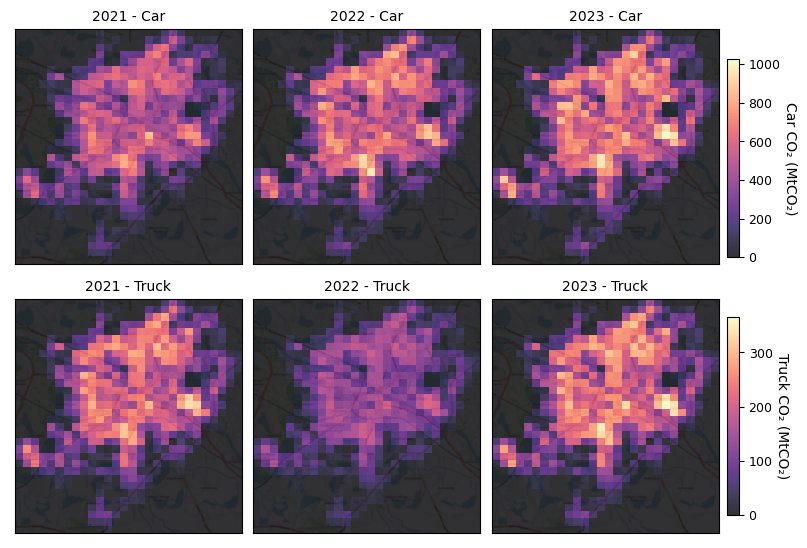 2021 - Car
2022 - Car
2023 - Car
1000
800
600
400
200
0
Car CO₂ (MtCO₂)
2021 - Truck
2022 - Truck
2023 - Truck
300
200
100
0
Truck CO₂ (MtCO₂)